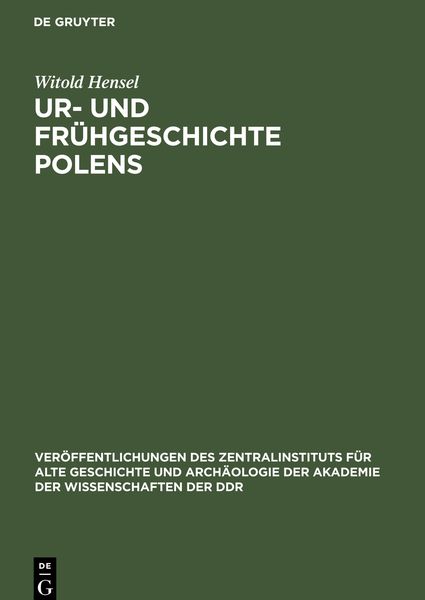 DE GRUYTER
Witold Hensel
UR- UND
FRÜHGESCHICHTE
POLENS
VERÖFFENTLICHUNGEN DES ZENTRALINSTITUTS FÜR
ALTE GESCHICHTE UND ARCHÄOLOGIE DER AKADEMIE
DER WISSENSCHAFTEN DER DDR
DE
G